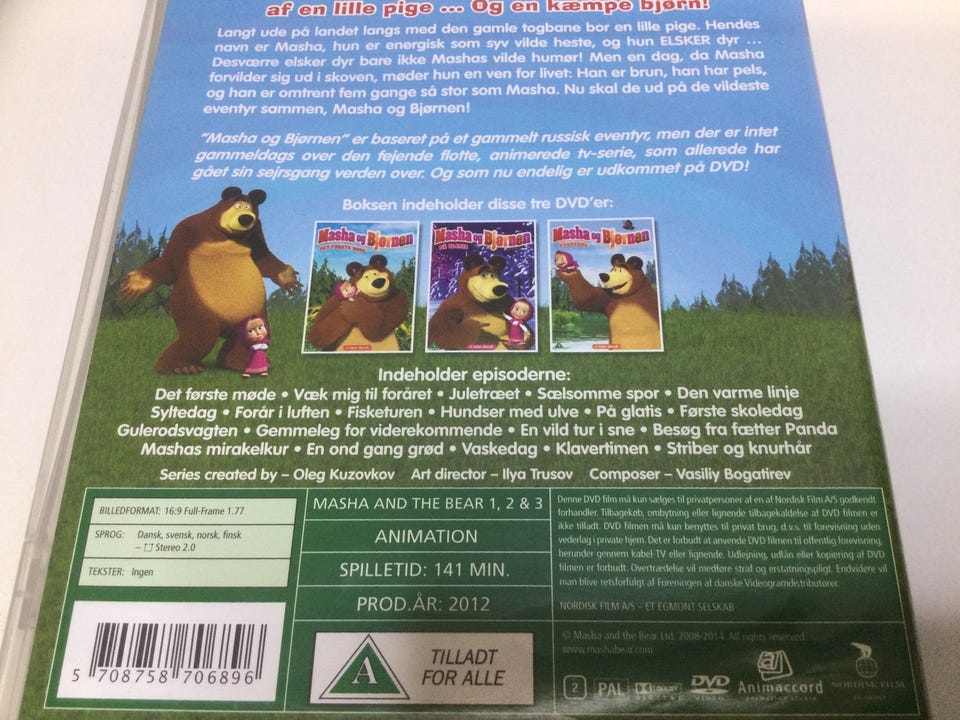 af en lille pige ... Og en kæmpe bjørn!
Langt ude på landet langs med den gamle togbane bor en lille pige. Hendes
navn er Masha, hun er energisk som syv vilde heste, og hun ELSKER dyr ...
Desværre elsker dyr bare ikke Mashas vilde humør! Men en dag, da Masha
forvilder sig ud i skoven, møder hun en ven for livet: Han er brun, han har pels,
og han er omtrent fem gange så stor som Masha. Nu skal de ud på de vildeste
eventyr sammen, Masha og Bjørnen!
"Masha og Bjørnen" er baseret på et gammelt russisk eventyr, men der er intet
gammeldags over den fejende flotte, animerede tv-serie, som allerede har
gået sin sejrsgang verden over. Og som nu endelig er udkommet på DVD!
Boksen indeholder disse tre DVD'er:
Masha og Bjørnen
DET FØRSTE MØDE
Masha og Bjørnen
PÅ GLATIS
Masha og Bjørnen
VASKEDAG
Indeholder episoderne:
Det første møde • Væk mig til foråret • Juletræet • Sælsomme spor • Den varme linje
Syltedag • Forår i luften • Fisketuren • Hundser med ulve • På glatis • Første skoledag
Gulerodsvagten • Gemmeleg for viderekommende • En vild tur i sne • Besøg fra fætter Panda
Mashas mirakelkur • En ond gang grød • Vaskedag • Klavertimen • Striber og knurhår
Series created by – Oleg Kuzovkov Art director – Ilya Trusov Composer – Vasiliy Bogatirev
BILLEDFORMAT: 16:9 Full-Frame 1.77
SPROG: Dansk, svensk, norsk, finsk
– Stereo 2.0
TEKSTER: Ingen
MASHA AND THE BEAR 1, 2 & 3
ANIMATION
SPILLETID: 141 MIN.
PROD.ÅR: 2012
Denne DVD film må kun sælges til privatpersoner af en af Nordisk Film A/S godkendt
forhandler. Tilbagekøb, ombytning eller lignende tilbagekaldelse af DVD filmen er
ikke tilladt. DVD filmen må kun benyttes til privat brug, d.v.s. til forevisning uden
vederlag i private hjem. Det er forbudt at anvende DVD filmen til offentlig forevisning,
herunder gennem kabel-TV eller lignende. Udlejning, udlån eller kopiering af DVD
filmen er forbudt. Overtrædelse vil medføre straf og erstatningspligt. Endvidere vil
man blive retsforfulgt af Foreningen af danske Videogramdistributører.
NORDISK FILM A/S – ET EGMONT SELSKAB
© Masha and the Bear Ltd. 2008-2014. All rights reserved.
www.mashabear.com
5 708758 706896
A
TILLADT
FOR ALLE
2 PAL DOLBY DIGITAL DVD VIDEO Animaccord animation studio NORDISK FILM